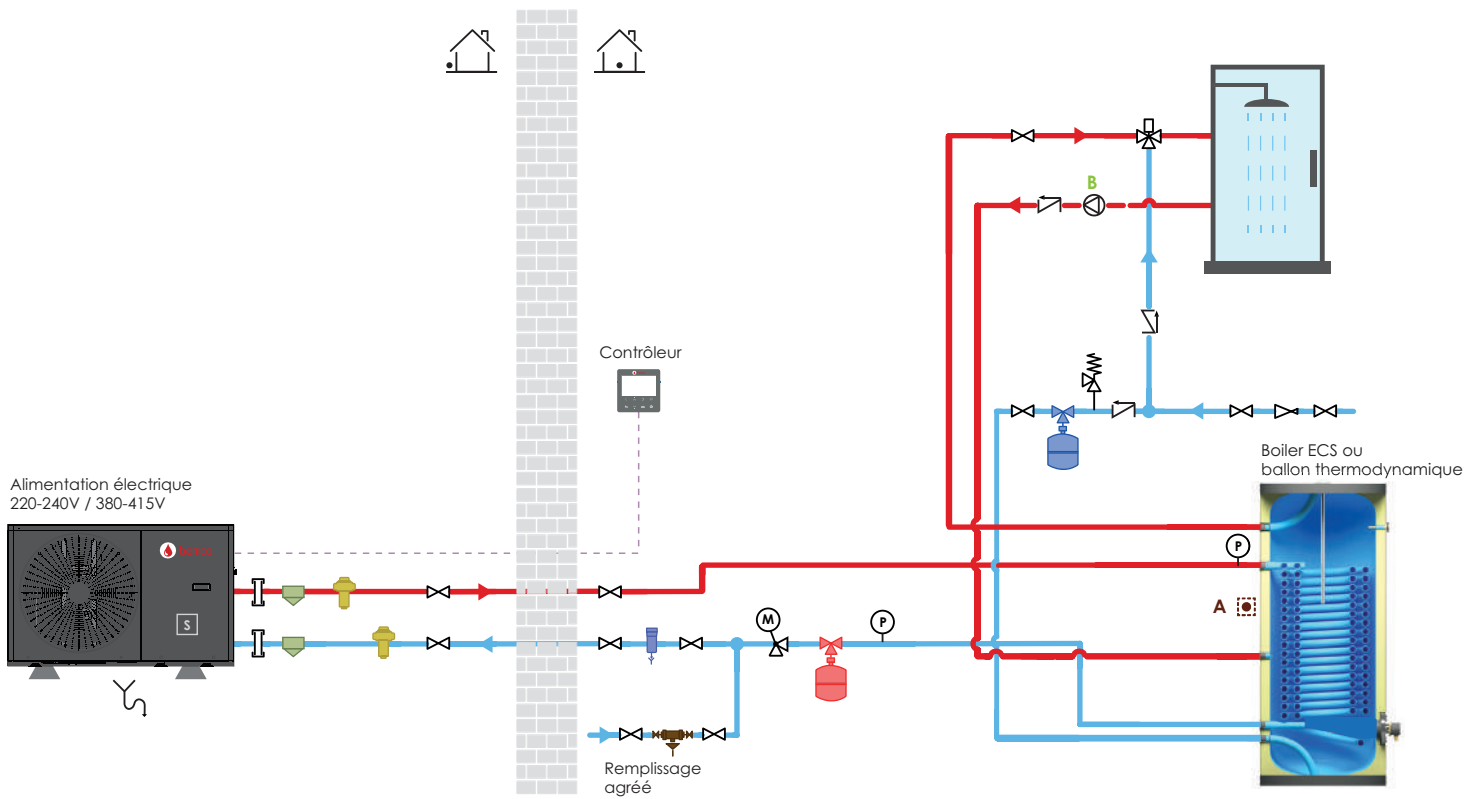 B
Contrôleur
Boiler ECS ou
ballon thermodynamique
Alimentation électrique
220-240V / 380-415V
P
A
S
M
P
Remplissage
agréé